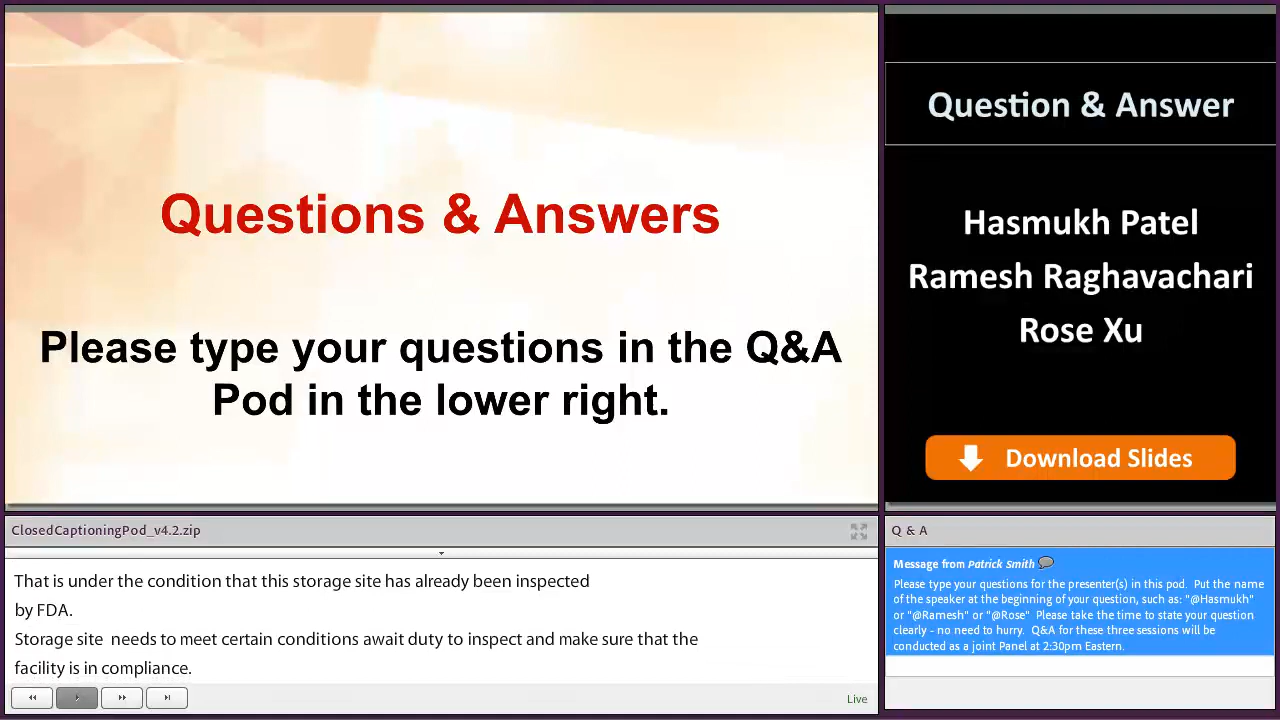 Questions & Answers
Please type your questions in the Q&A
Pod in the lower right.
Question & Answer
Hasmukh Patel
Ramesh Raghavachari
Rose Xu
Download Slides
ClosedCaptioningPod_v4.2.zip
That is under the condition that this storage site has already been inspected
by FDA.
Storage site needs to meet certain conditions await duty to inspect and make sure that the
facility is in compliance.
Live
Q & A
Message from Patrick Smith
Please type your questions for the presenter(s) in this pod. Put the name
of the speaker at the beginning of your question, such as: "@Hasmukh"
or "@Ramesh" or "@Rose" Please take the time to state your question
clearly - no need to hurry. Q&A for these three sessions will be
conducted as a joint Panel at 2:30pm Eastern.